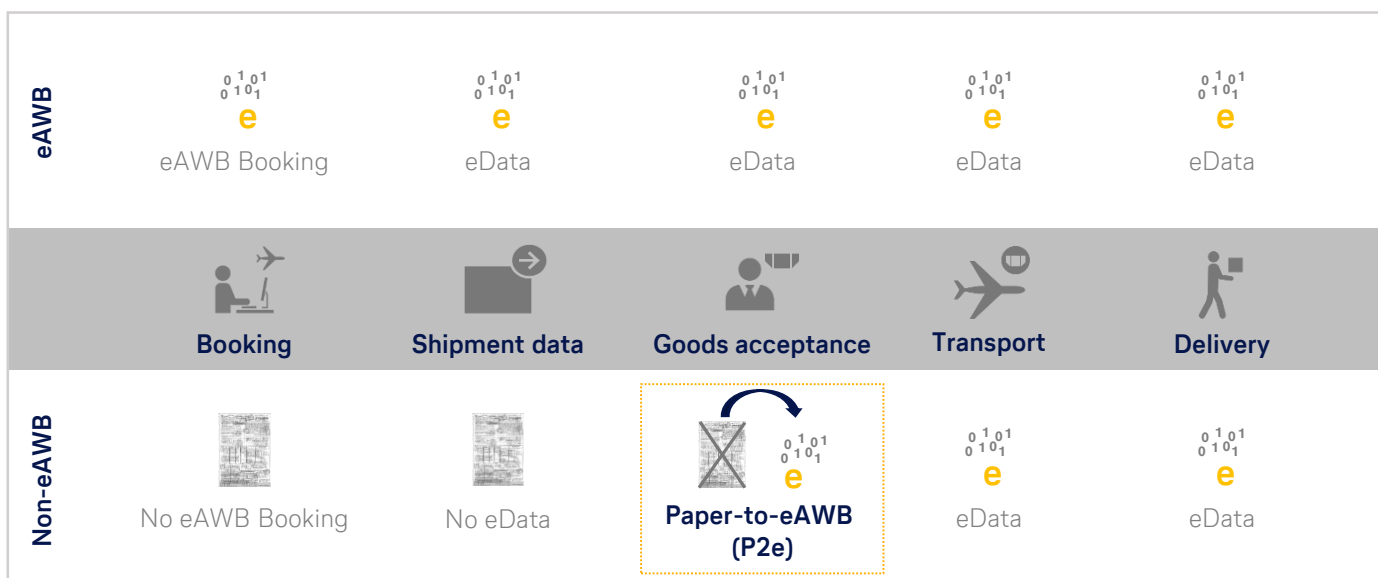 eAWB
0 1 0 1
0 1 0 1
e
eAWB Booking
0 1 0 1
0 1 0 1
e
eData
0 1 0 1
0 1 0 1
e
eData
0 1 0 1
0 1 0 1
e
eData
0 1 0 1
0 1 0 1
e
eData
Booking
Shipment data
Goods acceptance
Transport
Delivery
Non-eAWB
No eAWB Booking
No eData
0 1 0 1
0 1 0 1
e
Paper-to-eAWB
(P2e)
0 1 0 1
0 1 0 1
e
eData
0 1 0 1
0 1 0 1
e
eData